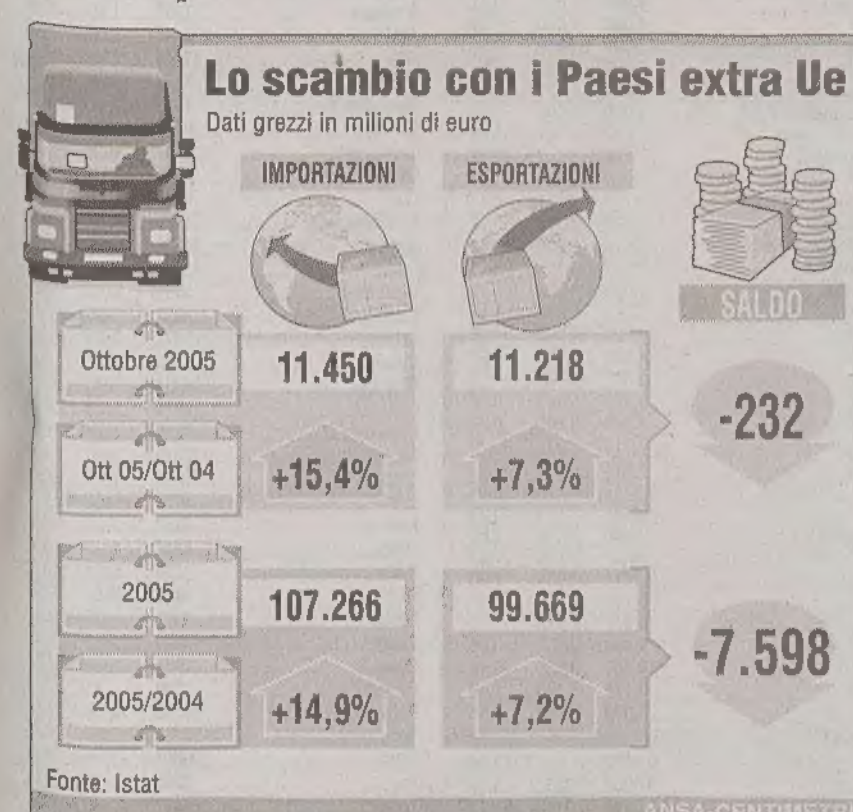 Lo scambio con i Paesi extra Ue
Dati grezzi in milioni di euro
IMPORTAZIONI ESPORTAZIONI
SALDO
Ottobre 2005 11.450 11.218
-232
Ott 05/Ott 04 +15,4% +7,3%
2005 107.266 99.669
-7.598
2005/2004 +14,9% +7,2%
Fonte: Istat